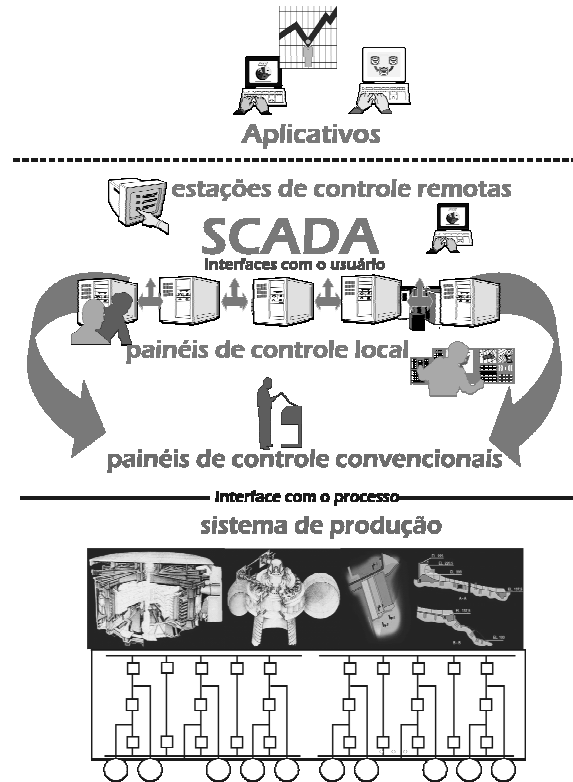 Aplicativos
estações de controle remotas
SCADA
Interfaces com o usuário
painéis de controle local
painéis de controle convencionais
Interface com o processo
sistema de produção
A-A